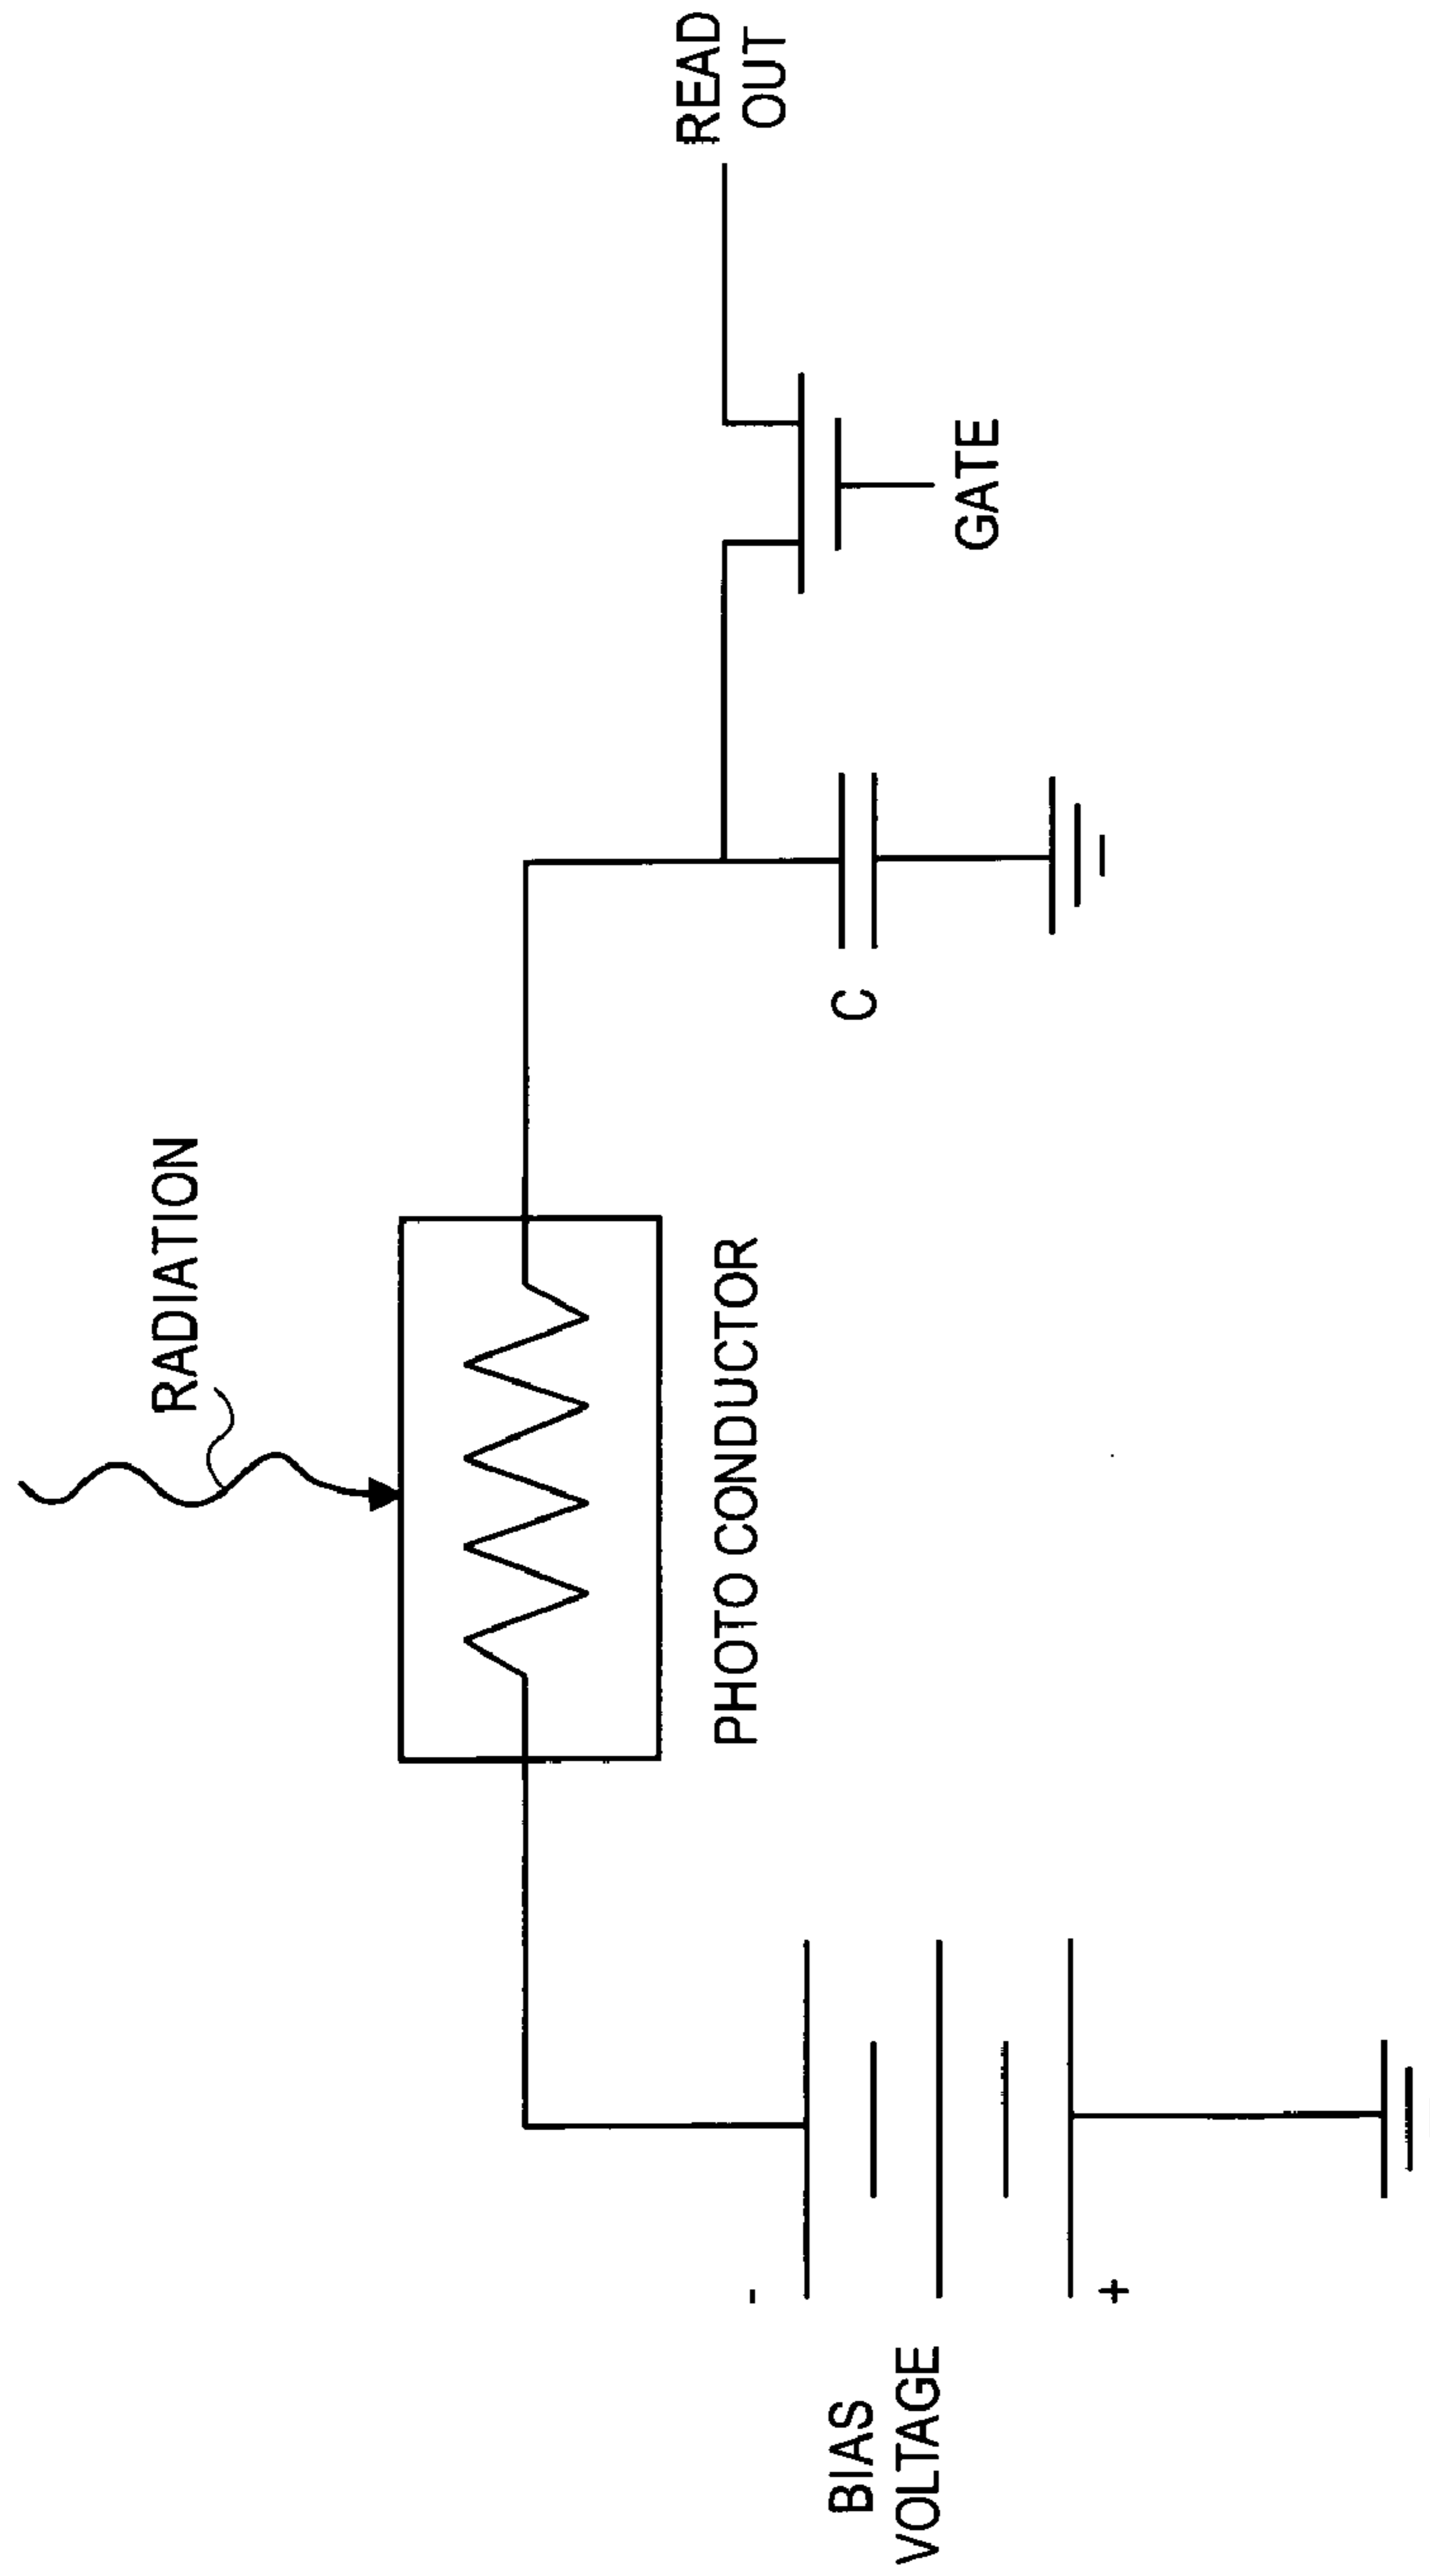 RADIATION
READ
OUT
PHOTO CONDUCTOR
C
GATE
-
BIAS
VOLTAGE
+